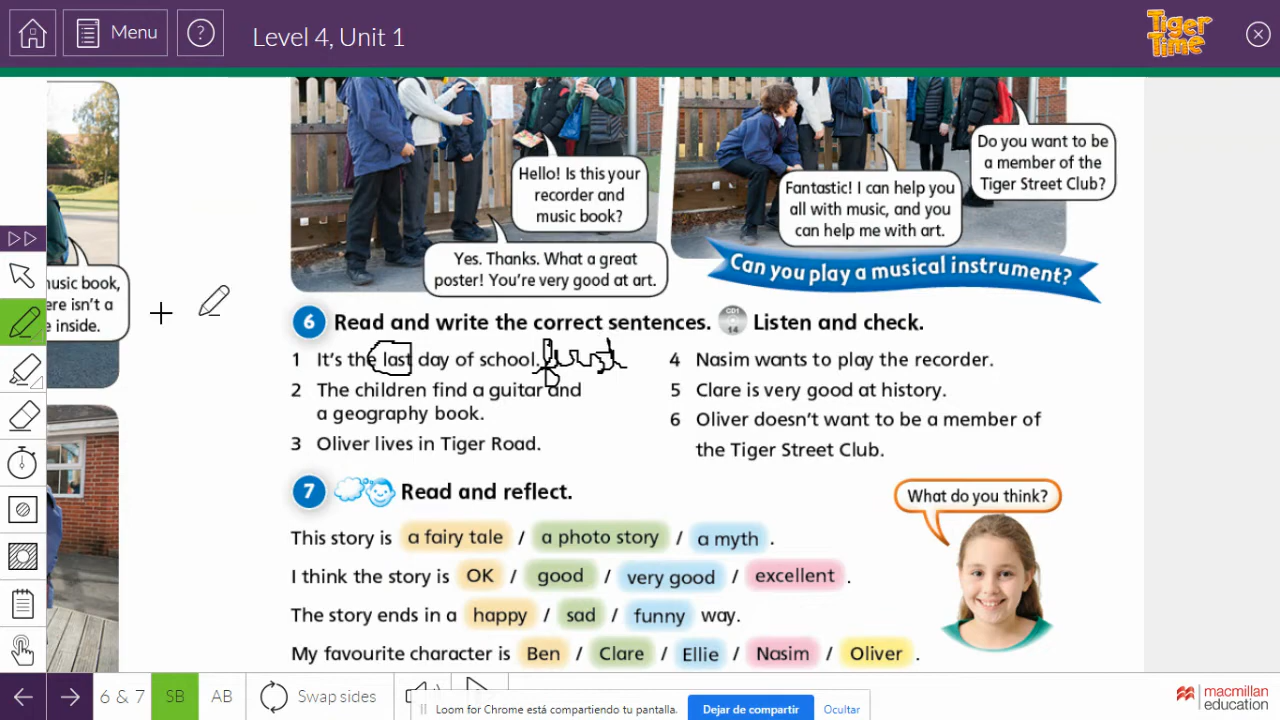 Menu
?
Level 4, Unit 1
Tiger
Time
Hello! Is this your
recorder and
music book?
Yes. Thanks. What a great
poster! You're very good at art.
Do you want to be
a member of the
Tiger Street Club?
Fantastic! I can help you
all with music, and you
can help me with art.
Can you play a musical instrument?
music book,
ere isn't a
e inside.
6 Read and write the correct sentences. CD1 14 Listen and check.
1 It's the last day of school. first
2 The children find a guitar and
a geography book.
3 Oliver lives in Tiger Road.
4 Nasim wants to play the recorder.
5 Clare is very good at history.
6 Oliver doesn't want to be a member of
the Tiger Street Club.
7 Read and reflect.
What do you think?
This story is a fairy tale / a photo story / a myth .
I think the story is OK / good / very good / excellent .
The story ends in a happy / sad / funny way.
My favourite character is Ben / Clare / Ellie / Nasim / Oliver .
6 & 7 SB AB Swap sides
Loom for Chrome está compartiendo tu pantalla. Dejar de compartir Ocultar
macmillan
education